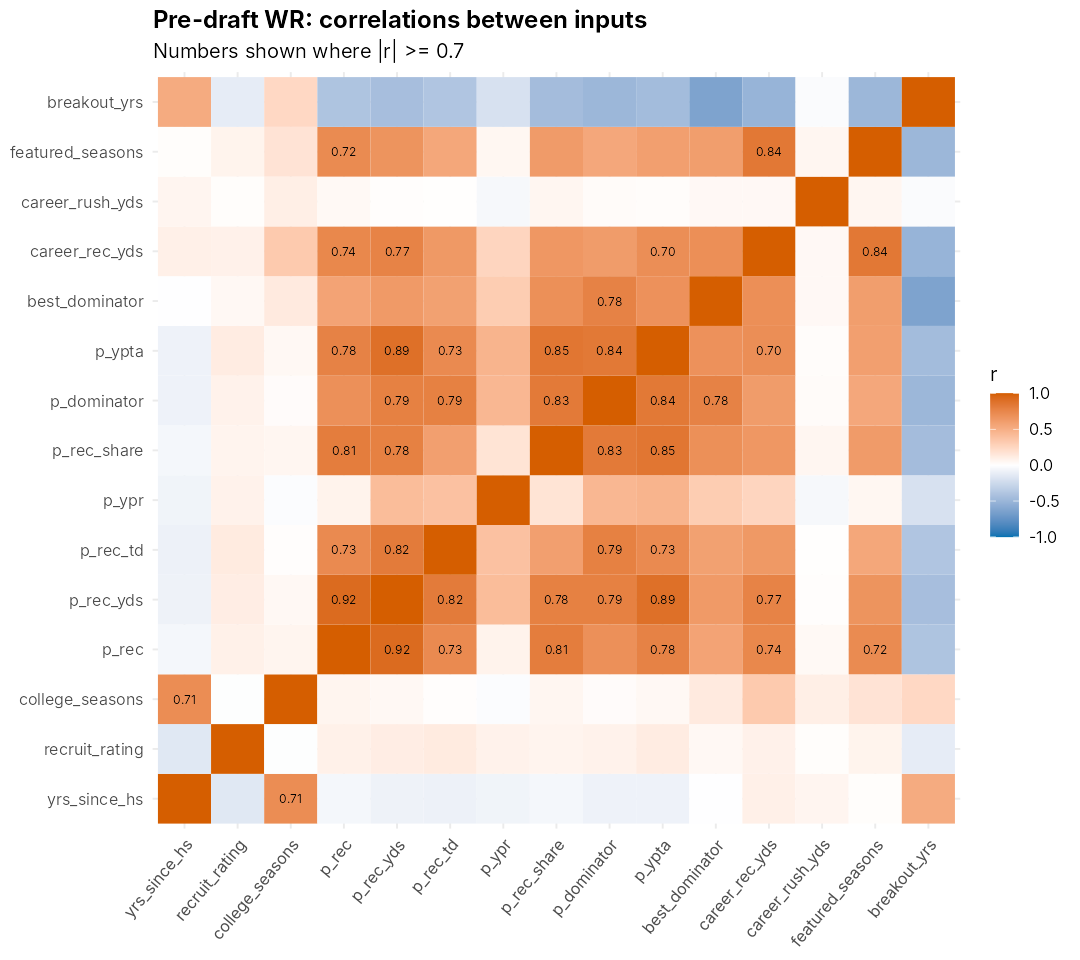 Pre-draft WR: correlations between inputs
Numbers shown where |r| >= 0.7
breakout_yrs
featured_seasons 0.72 0.84
career_rush_yds
career_rec_yds 0.74 0.77 0.70 0.84
best_dominator 0.78
p_ypta 0.78 0.89 0.73 0.85 0.84 0.70
p_dominator 0.79 0.79 0.83 0.84 0.78
p_rec_share 0.81 0.78 0.83 0.85
p_ypr
p_rec_td 0.73 0.82 0.79 0.73
p_rec_yds 0.92 0.82 0.78 0.79 0.89 0.77
p_rec 0.92 0.73 0.81 0.78 0.74 0.72
college_seasons 0.71
recruit_rating
yrs_since_hs 0.71
yrs_since_hs
recruit_rating
college_seasons
p_rec
p_rec_yds
p_rec_td
p_ypr
p_rec_share
p_dominator
p_ypta
best_dominator
career_rec_yds
career_rush_yds
featured_seasons
breakout_yrs
r
1.0
0.5
0.0
-0.5
-1.0